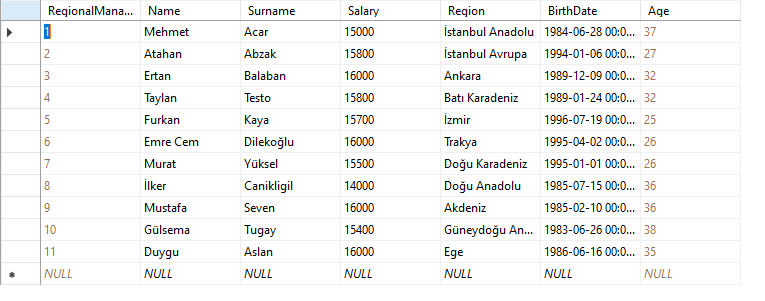 RegionalMana... Name Surname Salary Region BirthDate Age
1 Mehmet Acar 15000 İstanbul Anadolu 1984-06-28 00:0... 37
2 Atahan Abzak 15800 İstanbul Avrupa 1994-01-06 00:0... 27
3 Ertan Balaban 16000 Ankara 1989-12-09 00:0... 32
4 Taylan Testo 15800 Batı Karadeniz 1989-01-24 00:0... 32
5 Furkan Kaya 15700 İzmir 1996-07-19 00:0... 25
6 Emre Cem Dilekoğlu 16000 Trakya 1995-04-02 00:0... 26
7 Murat Yüksel 15500 Doğu Karadeniz 1995-01-01 00:0... 26
8 İlker Canikligil 14000 Doğu Anadolu 1985-07-15 00:0... 36
9 Mustafa Seven 16000 Akdeniz 1985-02-10 00:0... 36
10 Gülsema Tugay 15400 Güneydoğu An... 1983-06-26 00:0... 38
11 Duygu Aslan 16000 Ege 1986-06-16 00:0... 35
NULL NULL NULL NULL NULL NULL NULL